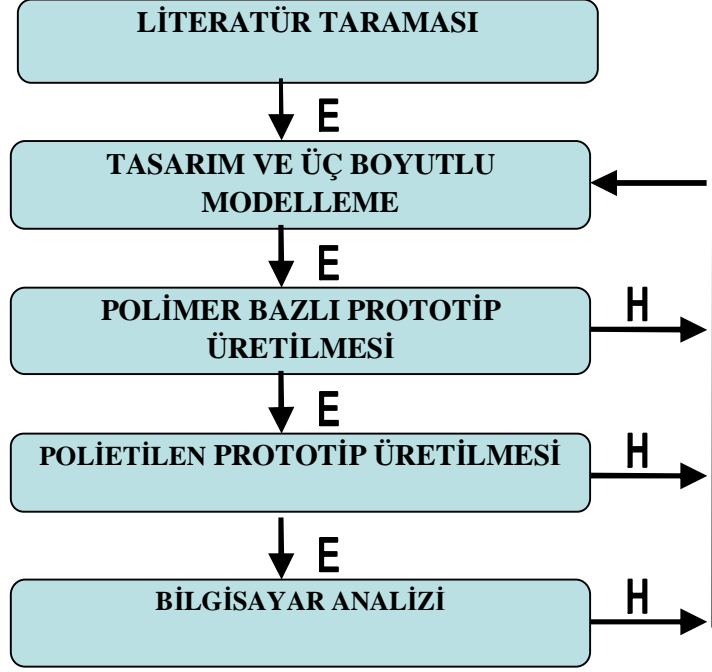 LİTERATÜR TARAMASI
E
TASARIM VE ÜÇ BOYUTLU
MODELLEME
E
POLİMER BAZLI PROTOTİP
ÜRETİLMESİ
H
E
POLİETİLEN PROTOTİP ÜRETİLMESİ
H
E
BİLGİSAYAR ANALİZİ
H